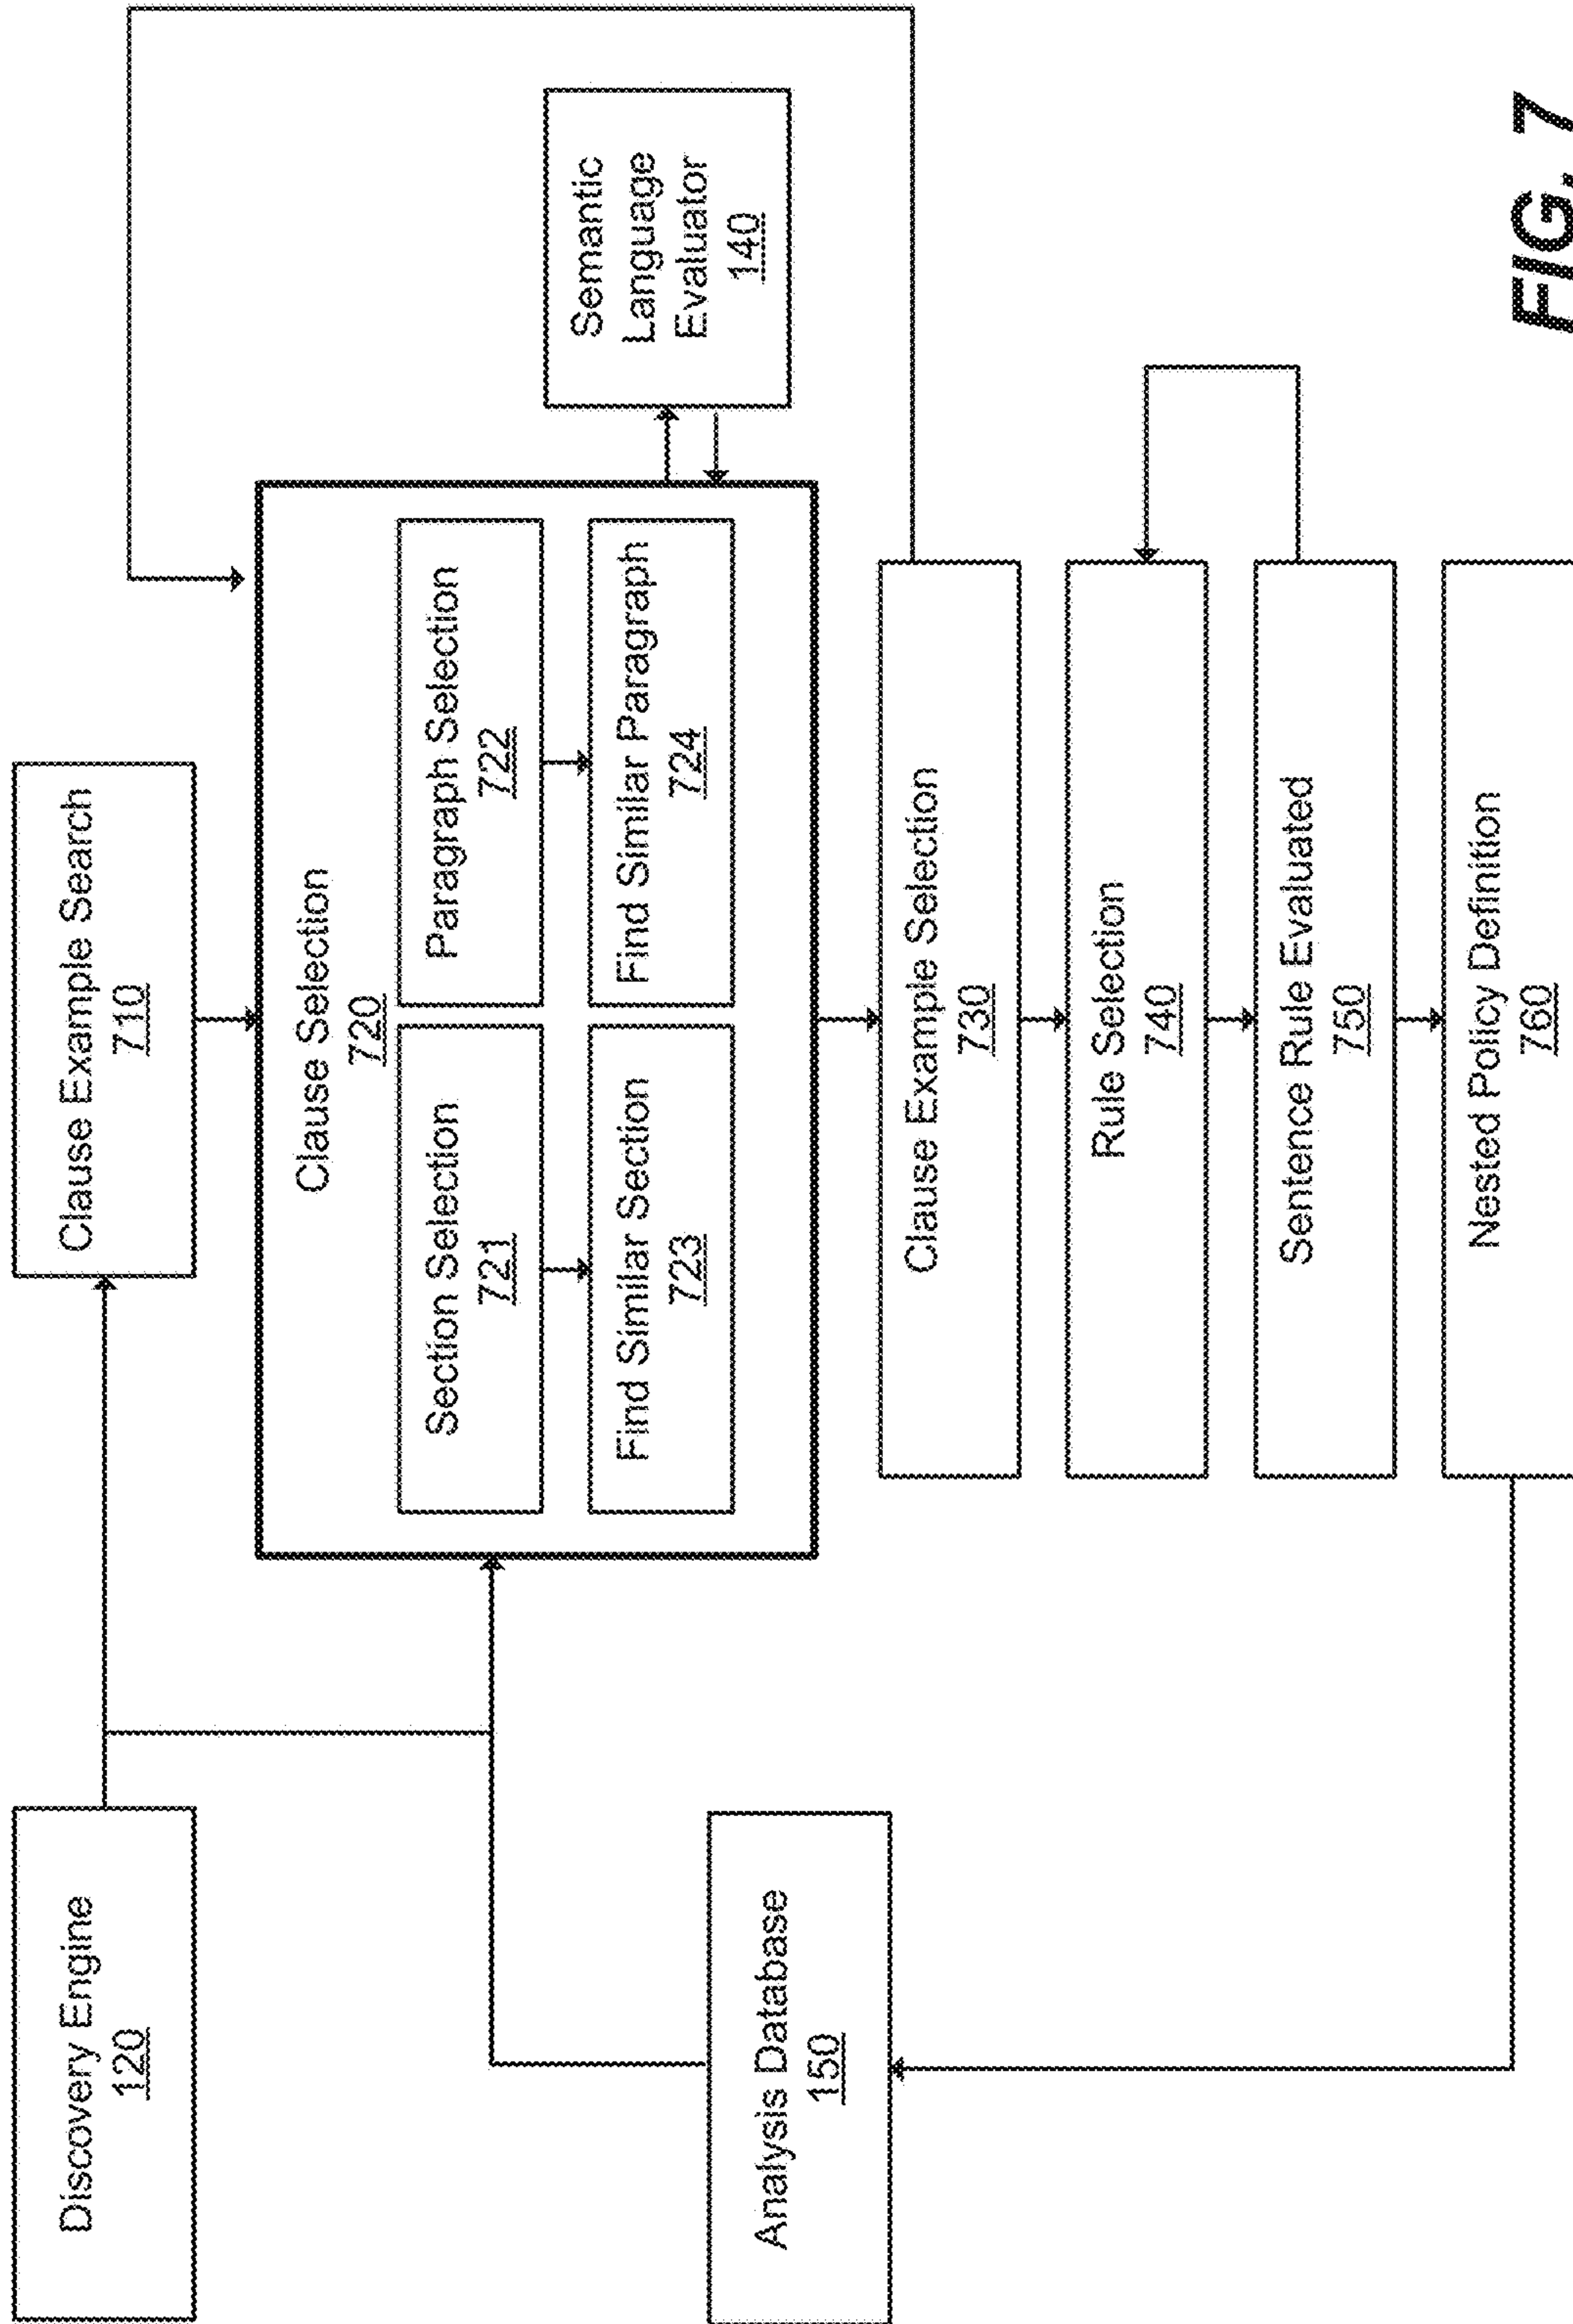 Discovery Engine
120
Clause Example Search
710
Clause Selection
720
Section Selection
721
Paragraph Selection
722
Find Similar Section
723
Find Similar Paragraph
724
Semantic
Language
Evaluator
140
Analysis Database
150
Clause Example Selection
730
Rule Selection
740
Sentence Rule Evaluated
750
Nested Policy Definition
760
FIG. 7